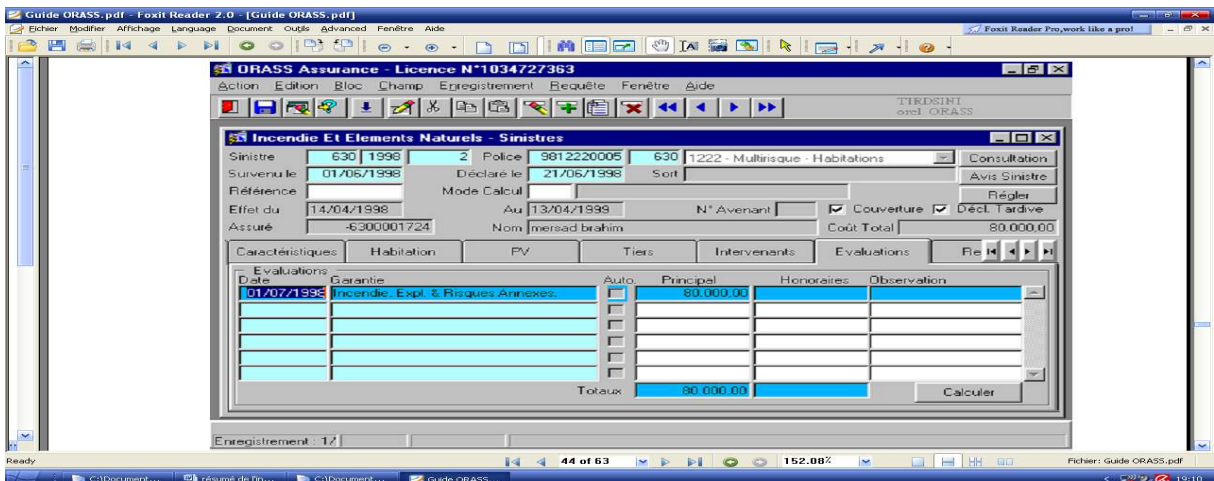 Guide ORASS.pdf - Foxit Reader 2.0 - [Guide ORASS.pdf]
Fichier Modifier Affichage Language Document Outils Advanced Fenêtre Aide
Foxit Reader Pro,work like a pro!
ORASS Assurance - Licence N°1034727363
Action Edition Bloc Champ Enregistrement Requête Fenêtre Aide
TIRDSINI
orcl ORASS
Incendie Et Elements Naturels - Sinistres
Sinistre 630 1998 2 Police 9812220005 630 1222 - Multirisque - Habitations Consultation
Survenu le 01/06/1998 Déclaré le 21/06/1998 Sort Avis Sinistre
Référence Mode Calcul Régler
Effet du 14/04/1998 Au 13/04/1999 N° Avenant Couverture Décl. Tardive
Assuré -6300001724 Nom mersad brahim Coût Total 80.000,00
Caractéristiques Habitation PV Tiers Intervenants Evaluations Re
Evaluations
Date Garantie Auto. Principal Honoraires Observation
01/07/1998 Incendie, Expl. & Risques Annexes. 80.000,00
Totaux 80.000,00 Calculer
Enregistrement : 1/
Ready 44 of 63 152.08% Fichier: Guide ORASS.pdf
C:\Document... résumé de l'in... C:\Document... Guide ORASS... 19:10